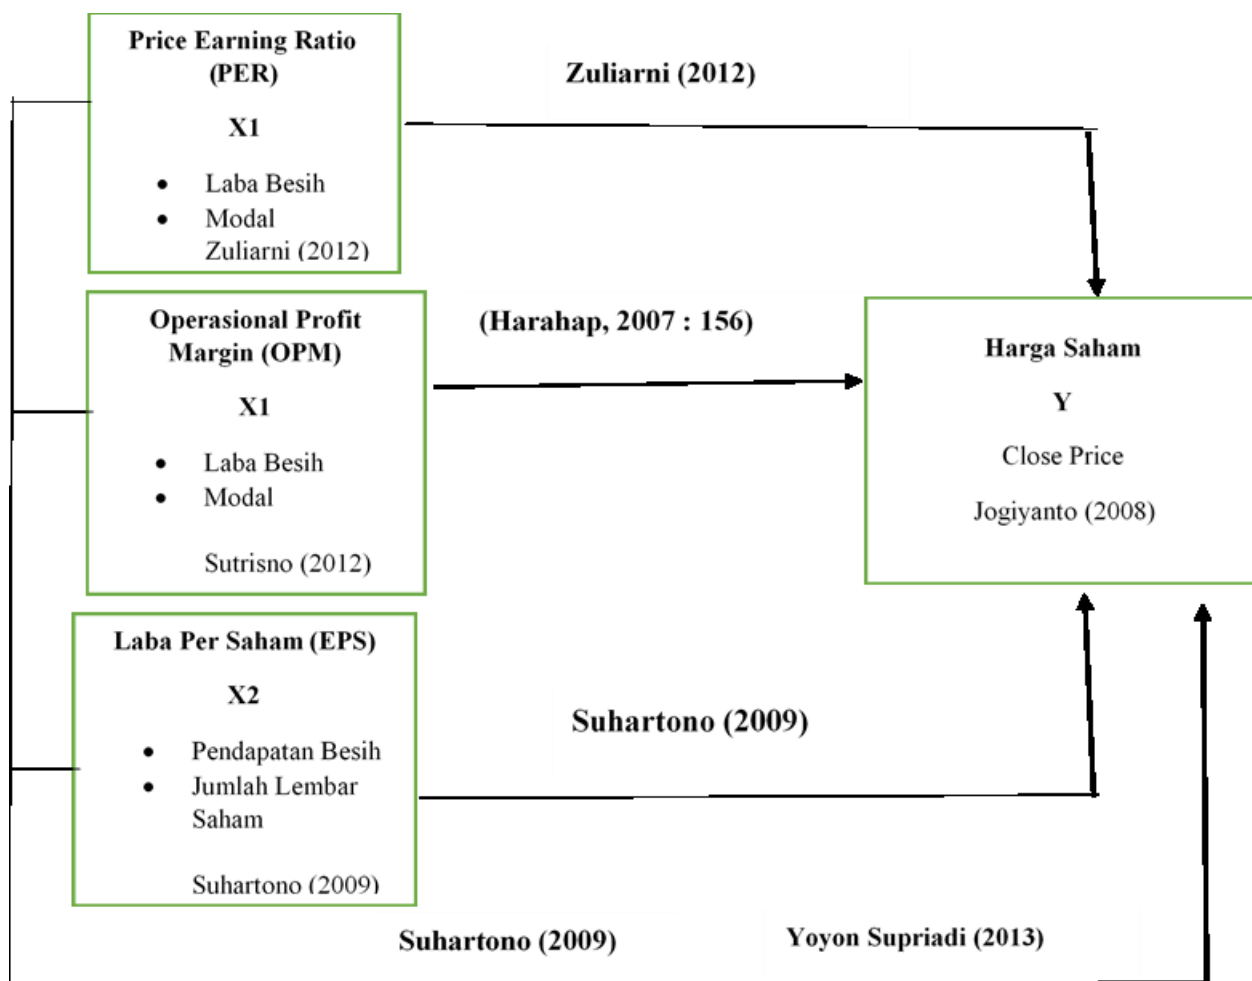 Price Earning Ratio
(PER)
X1
• Laba Besih
• Modal
Zuliarni (2012)
Zuliarni (2012)
Operasional Profit
Margin (OPM)
X1
• Laba Besih
• Modal
Sutrisno (2012)
(Harahap, 2007 : 156)
Harga Saham
Y
Close Price
Jogiyanto (2008)
Laba Per Saham (EPS)
X2
• Pendapatan Besih
• Jumlah Lembar
Saham
Suhartono (2009)
Suhartono (2009)
Suhartono (2009)
Yoyon Supriadi (2013)